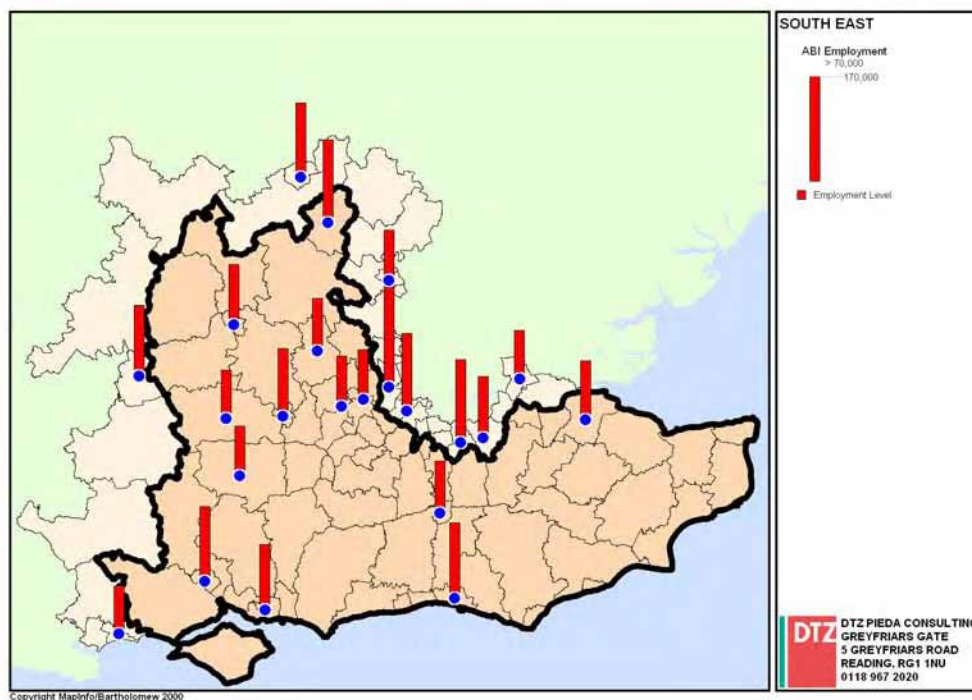 SOUTH EAST
ABI Employment
> 70,000
170,000
Employment Level
DTZ
DTZ PIEDA CONSULTING
GREYFRIARS GATE
5 GREYFRIARS ROAD
READING, RG1 1NU
0118 967 2020
Copyright MapInfo/Bartholomew 2000